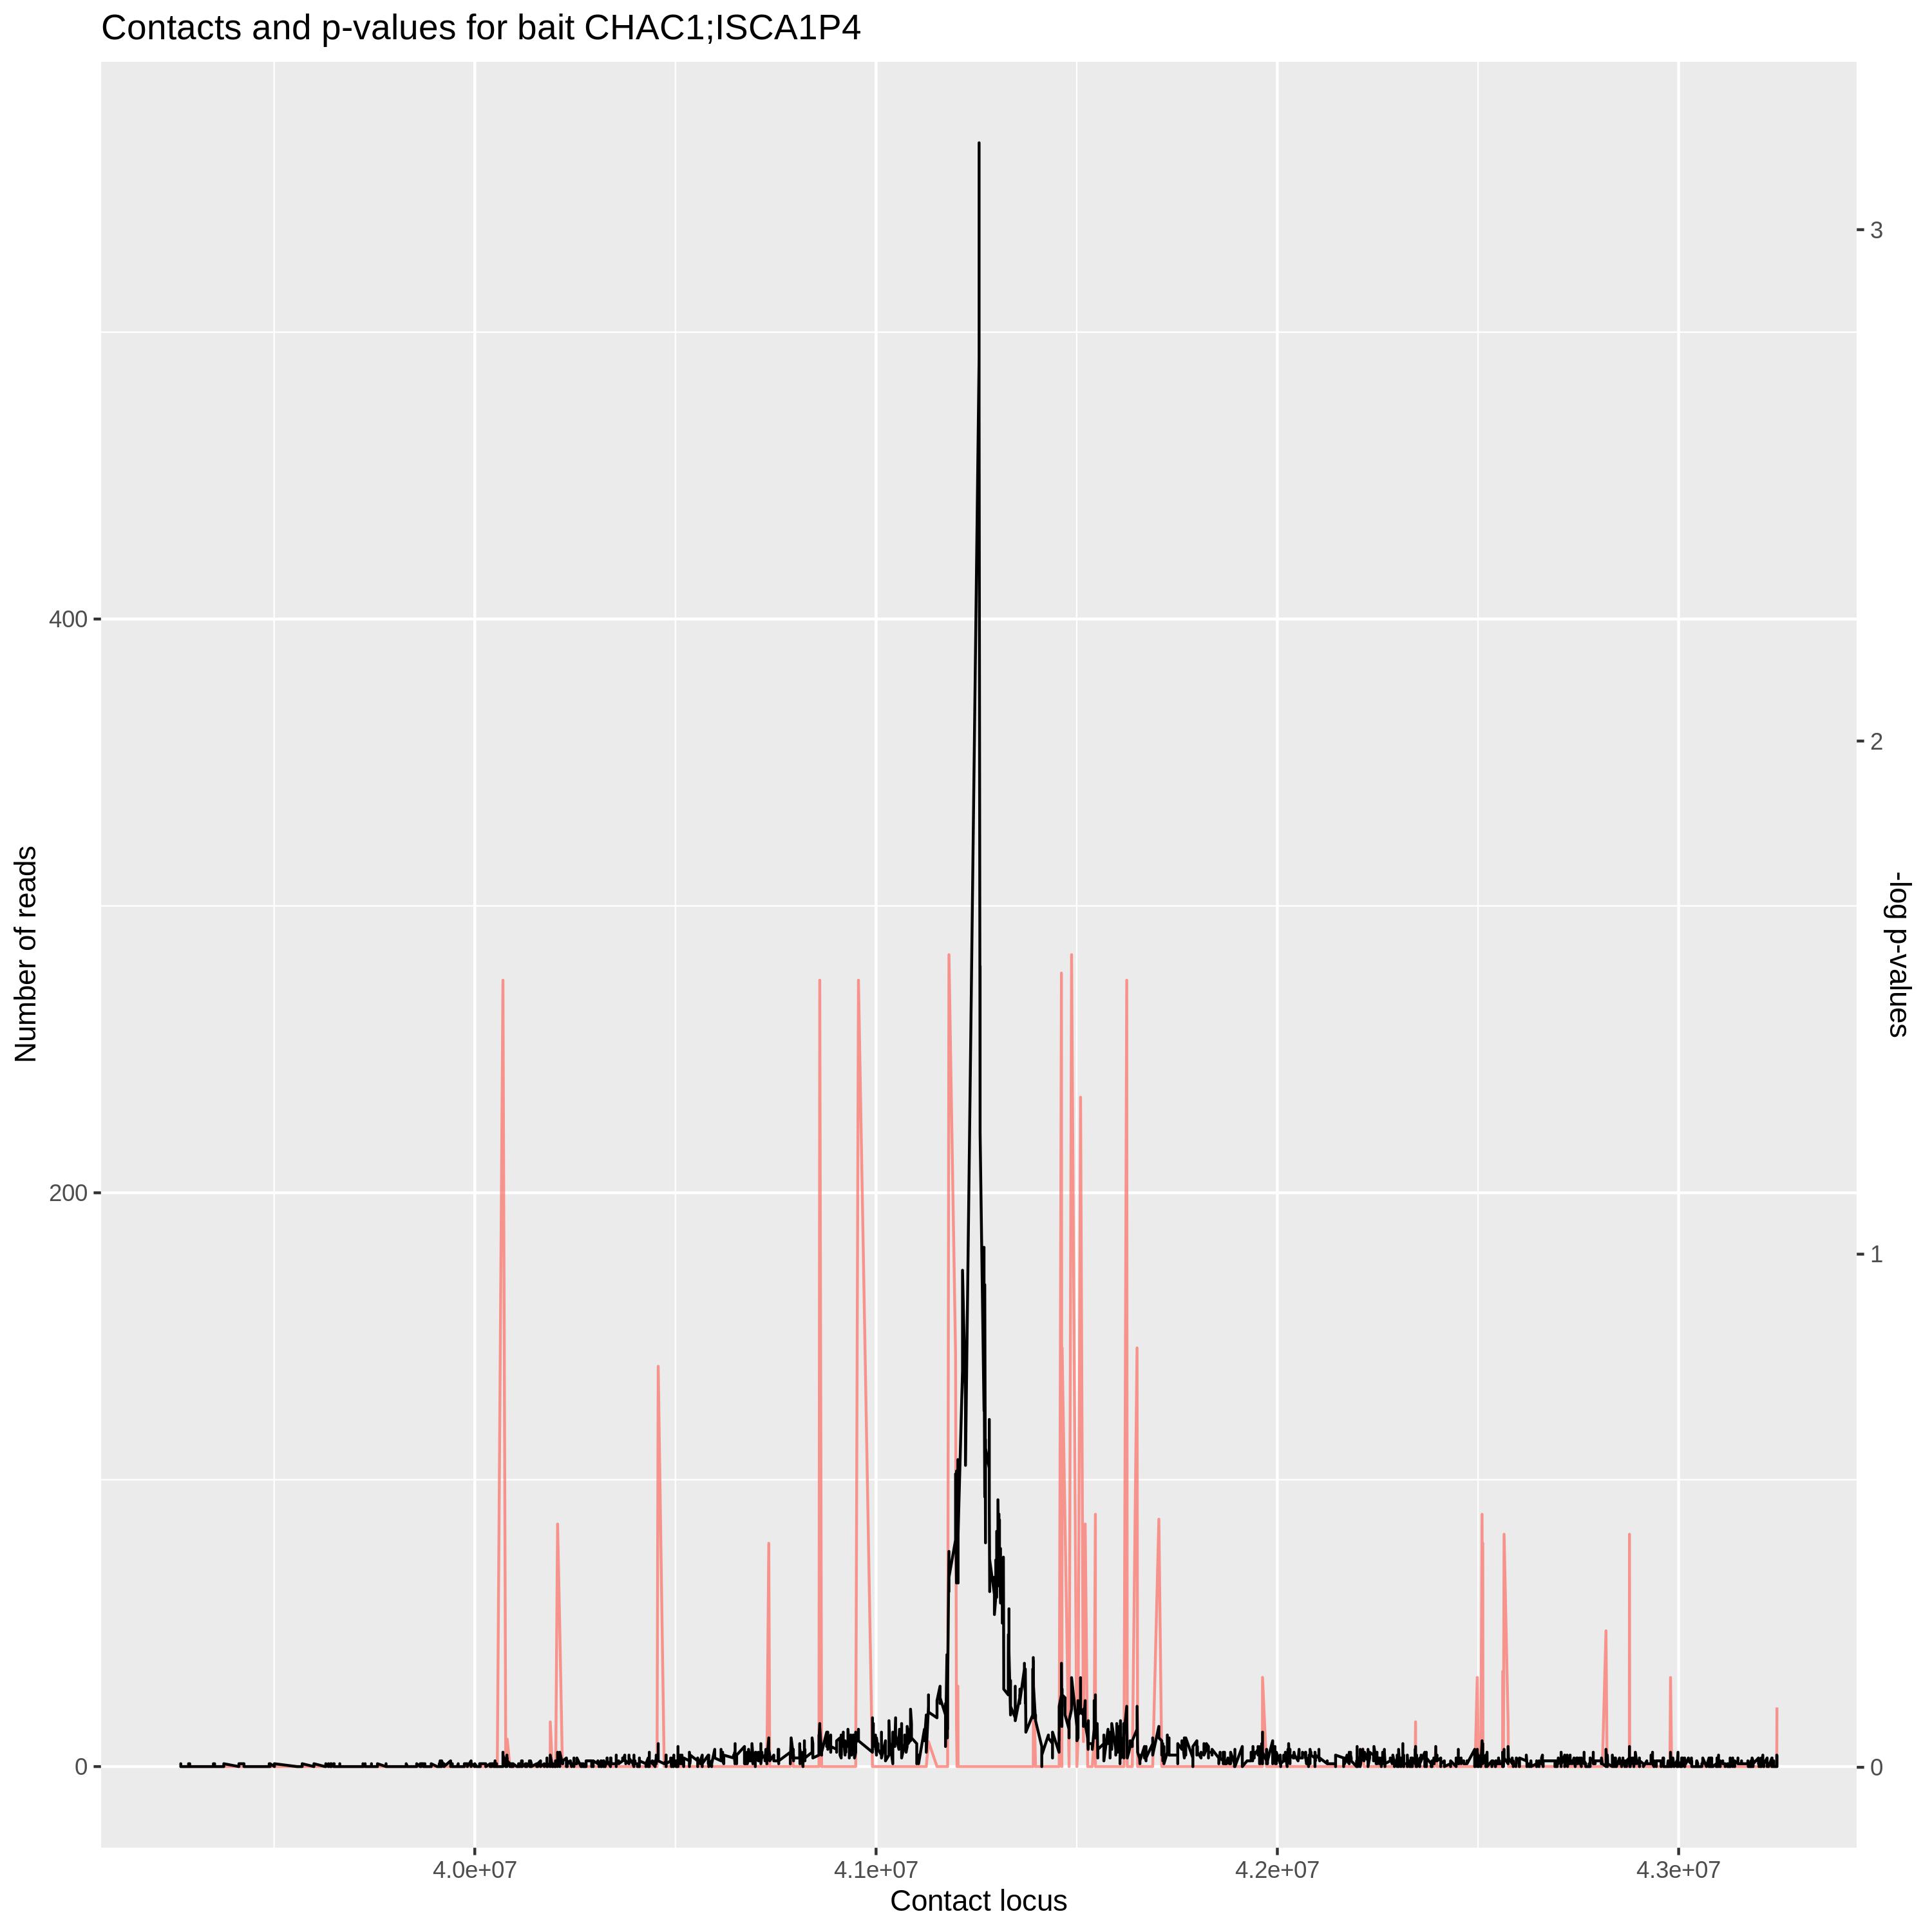 Contacts and p-values for bait CHAC1;ISCA1P4
Number of reads
400
200
0
3
2
1
0
-log p-values
4.0e+07
4.1e+07
4.2e+07
4.3e+07
Contact locus